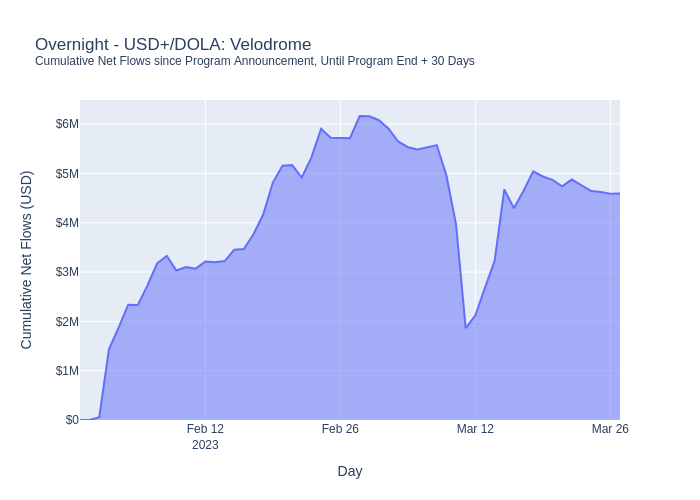 Overnight - USD+/DOLA: Velodrome
Cumulative Net Flows since Program Announcement, Until Program End + 30 Days
Cumulative Net Flows (USD)
$6M
$5M
$4M
$3M
$2M
$1M
$0
Feb 12
2023
Feb 26
Mar 12
Mar 26
Day